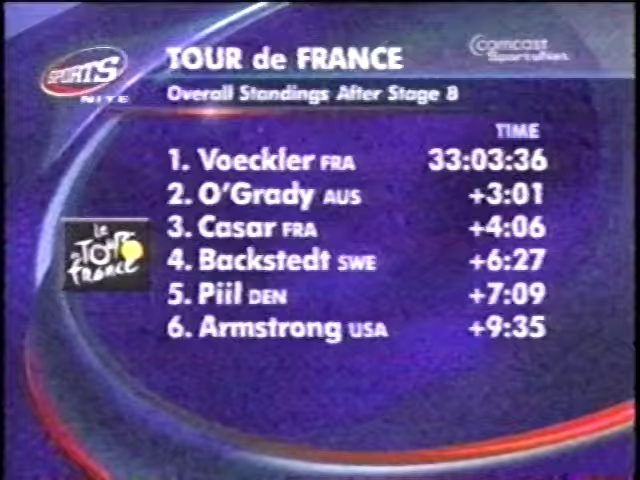 SPORTS
NITE
TOUR de FRANCE
comcast
SportsNet
Overall Standings After Stage 8
TIME
1. Voeckler FRA 33:03:36
2. O'Grady AUS +3:01
3. Casar FRA +4:06
4. Backstedt SWE +6:27
5. Piil DEN +7:09
6. Armstrong USA +9:35
le
TOUR
de
france